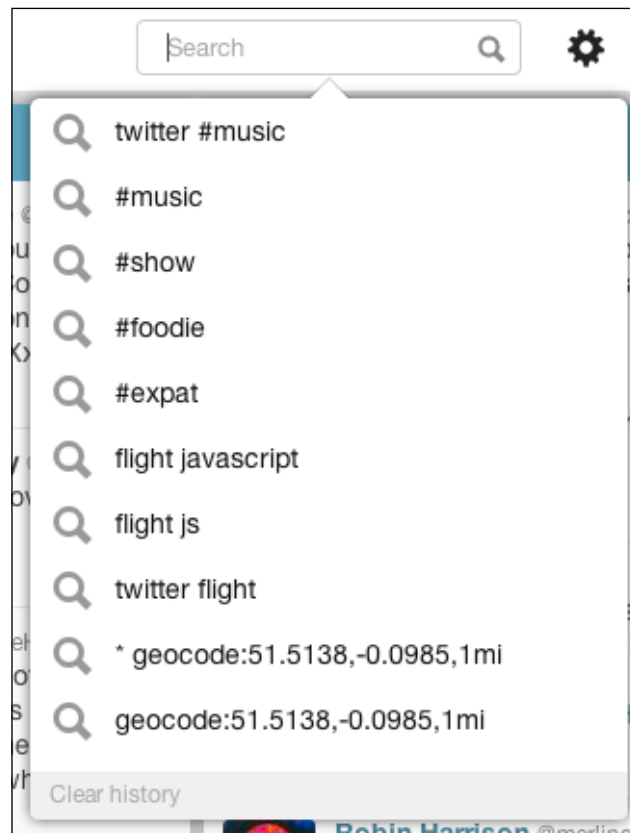 Search
twitter #music
#music
#show
#foodie
#expat
flight javascript
flight js
twitter flight
* geocode:51.5138,-0.0985,1mi
geocode:51.5138,-0.0985,1mi
Clear history
Robin Harrison